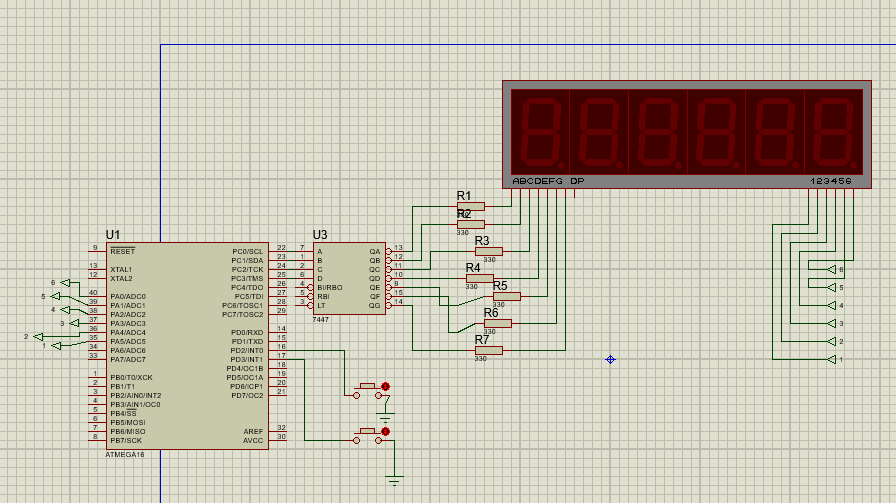 ABCDEFG DP
123456
R1
330
R2
330
R3
330
R4
330
R5
330
R6
330
R7
330
U1
9 RESET
13 XTAL1
12 XTAL2
40 PA0/ADC0
39 PA1/ADC1
38 PA2/ADC2
37 PA3/ADC3
36 PA4/ADC4
35 PA5/ADC5
34 PA6/ADC6
33 PA7/ADC7
1 PB0/T0/XCK
2 PB1/T1
3 PB2/AIN0/INT2
4 PB3/AIN1/OC0
5 PB4/SS
6 PB5/MOSI
7 PB6/MISO
8 PB7/SCK
PC0/SCL 22
PC1/SDA 23
PC2/TCK 24
PC3/TMS 25
PC4/TDO 26
PC5/TDI 27
PC6/TOSC1 28
PC7/TOSC2 29
PD0/RXD 14
PD1/TXD 15
PD2/INT0 16
PD3/INT1 17
PD4/OC1B 18
PD5/OC1A 19
PD6/ICP1 20
PD7/OC2 21
AREF 32
AVCC 30
ATMEGA16
U3
7 A QA 13
1 B QB 12
2 C QC 11
6 D QD 10
4 BI/RBO QE 9
5 RBI QF 15
3 LT QG 14
7447
6
5
4
3
2
1
6
5
4
3
2
1